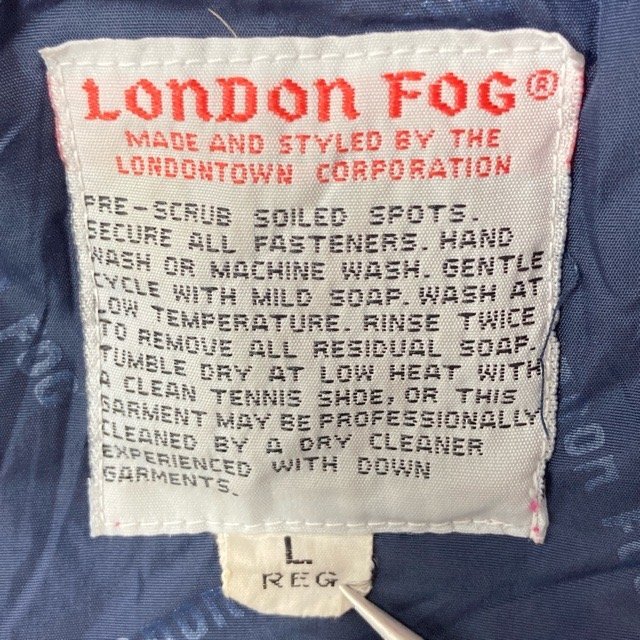 LONDON FOG®
MADE AND STYLED BY THE
LONDONTOWN CORPORATION
PRE-SCRUB SOILED SPOTS.
SECURE ALL FASTENERS. HAND
WASH OR MACHINE WASH. GENTLE
CYCLE WITH MILD SOAP. WASH AT
LOW TEMPERATURE. RINSE TWICE
TO REMOVE ALL RESIDUAL SOAP.
TUMBLE DRY AT LOW HEAT WITH
A CLEAN TENNIS SHOE, OR THIS
GARMENT MAY BE PROFESSIONALLY
CLEANED BY A DRY CLEANER
EXPERIENCED WITH DOWN
GARMENTS.
L
REG